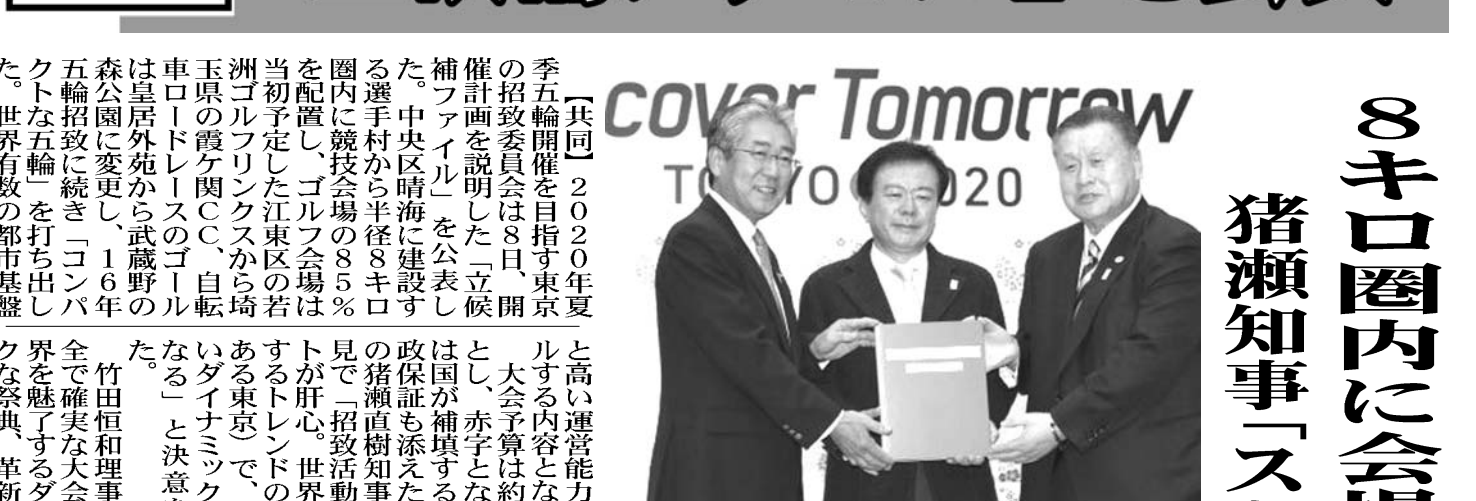 8キロ圏内に会場
猪瀬知事「ス
cover Tomorrow
TOKYO 2020
【共同】2020年夏
季五輪開催を目指す東京
の招致委員会は8日、開
催計画を説明した「立候
補ファイル」を公表し
た。中央区晴海に建設す
る選手村から半径8キロ
圏内に競技会場の85%
を配置し、ゴルフ会場は
当初予定した江東区の若
洲ゴルフリンクスから埼
玉県の霞ケ関CC、自転
車ロードレースのゴール
は皇居外苑から武蔵野の
森公園に変更し、16年
五輪招致に続き「コンパ
クトな五輪」を打ち出し
た。世界有数の都市基盤
と高い運営能力
ルする内容とな
大会予算は約
とし、赤字とな
は国が補填する
政保証も添えた
の猪瀬直樹知事
見で「招致活動
トが肝心。世界
するトレンドの
ある東京)で、
いダイナミック
なる」と決意
た。
竹田恒和理事
全で確実な大会
界を魅了するダ
クな祭典、革新